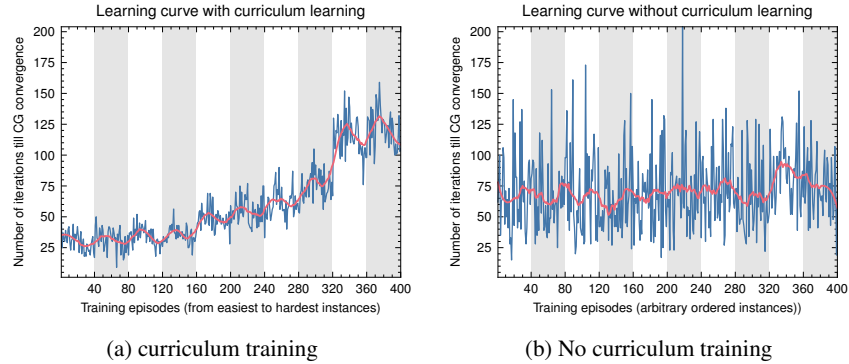 Learning curve with curriculum learning
Number of iterations till CG convergence
200
175
150
125
100
75
50
25
40 80 120 160 200 240 280 320 360 400
Training episodes (from easiest to hardest instances)
(a) curriculum training
Learning curve without curriculum learning
Number of iterations till CG convergence
200
175
150
125
100
75
50
25
40 80 120 160 200 240 280 320 360 400
Training episodes (arbitrary ordered instances))
(b) No curriculum training